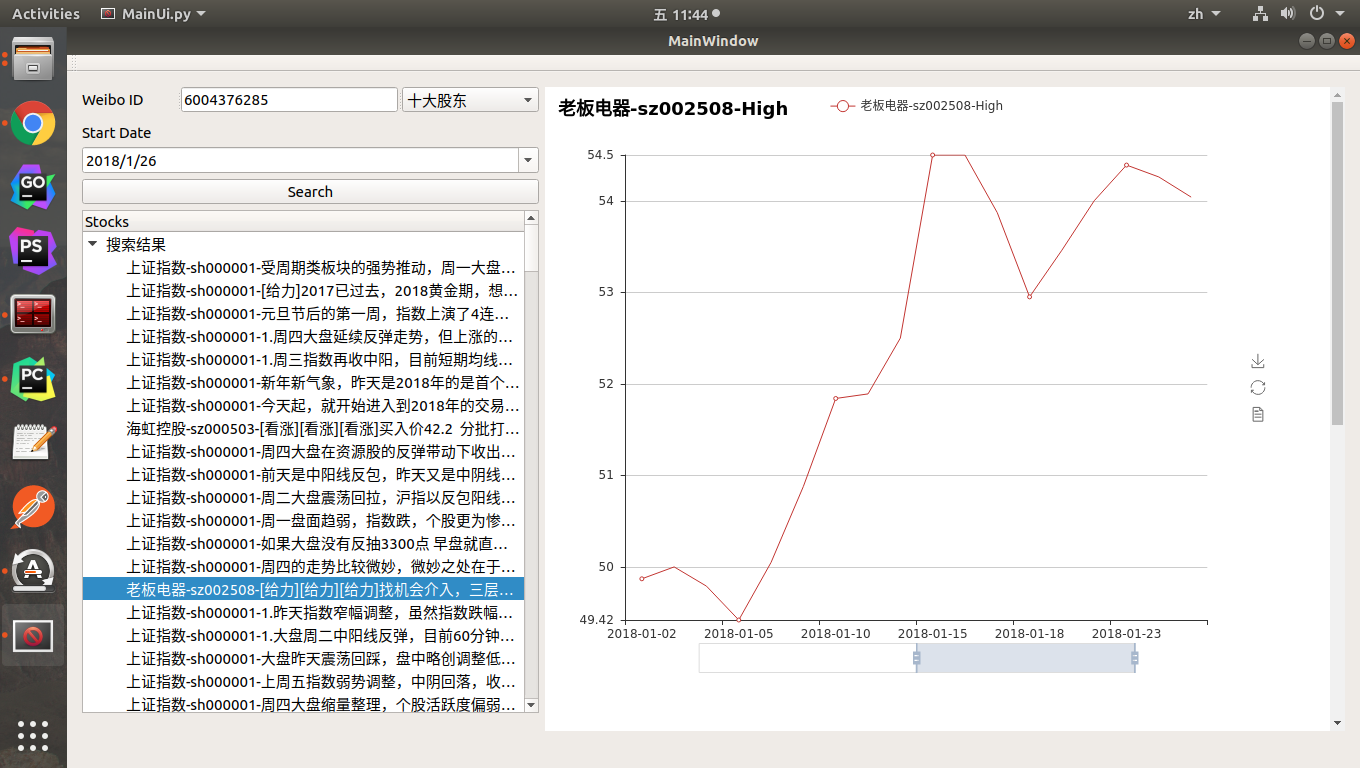 Activities MainUi.py 五 11:44 zh
MainWindow
Weibo ID 6004376285 十大股东
Start Date
2018/1/26
Search
Stocks
搜索结果
上证指数-sh000001-受周期类板块的强势推动，周一大盘...
上证指数-sh000001-[给力]2017已过去，2018黄金期，想...
上证指数-sh000001-元旦节后的第一周，指数上演了4连...
上证指数-sh000001-1.周四大盘延续反弹走势，但上涨的...
上证指数-sh000001-1.周三指数再收中阳，目前短期均线...
上证指数-sh000001-新年新气象，昨天是2018年的是首个...
上证指数-sh000001-今天起，就开始进入到2018年的交易...
海虹控股-sz000503-[看涨][看涨][看涨]买入价42.2 分批打...
上证指数-sh000001-周四大盘在资源股的反弹带动下收出...
上证指数-sh000001-前天是中阳线反包，昨天又是中阴线...
上证指数-sh000001-周二大盘震荡回拉，沪指以反包阳线...
上证指数-sh000001-周一盘面趋弱，指数跌，个股更为惨...
上证指数-sh000001-如果大盘没有反抽3300点 早盘就直...
上证指数-sh000001-周四的走势比较微妙，微妙之处在于...
老板电器-sz002508-[给力][给力][给力]找机会介入，三层...
上证指数-sh000001-1.昨天指数窄幅调整，虽然指数跌幅...
上证指数-sh000001-1.大盘周二中阳线反弹，目前60分钟...
上证指数-sh000001-大盘昨天震荡回踩，盘中略创调整低...
上证指数-sh000001-上周五指数弱势调整，中阴回落，收...
上证指数-sh000001-周四大盘缩量整理，个股活跃度偏弱...
老板电器-sz002508-High
老板电器-sz002508-High
54.5
54
53
52
51
50
49.42
2018-01-02 2018-01-05 2018-01-10 2018-01-15 2018-01-18 2018-01-23
GO
PS
PC
A